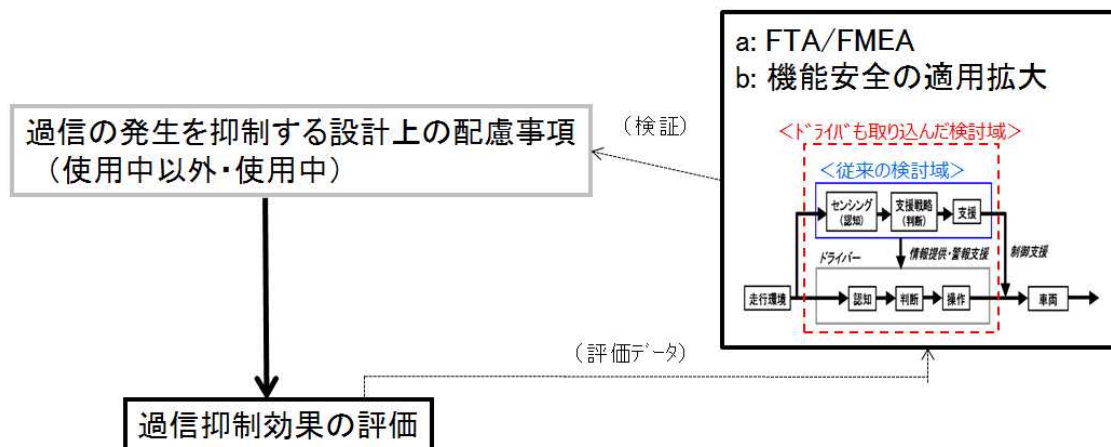 a: FTA/FMEA
b: 機能安全の適用拡大
過信の発生を抑制する設計上の配慮事項
（使用中以外・使用中）
（検証）
＜ﾄﾞﾗｲﾊﾞも取り込んだ検討域＞
＜従来の検討域＞
センシング
（認知）
支援戦略
（判断）
支援
ドライバー
情報提供・警報支援
制御支援
走行環境
認知
判断
操作
車両
（評価ﾃﾞｰﾀ）
過信抑制効果の評価